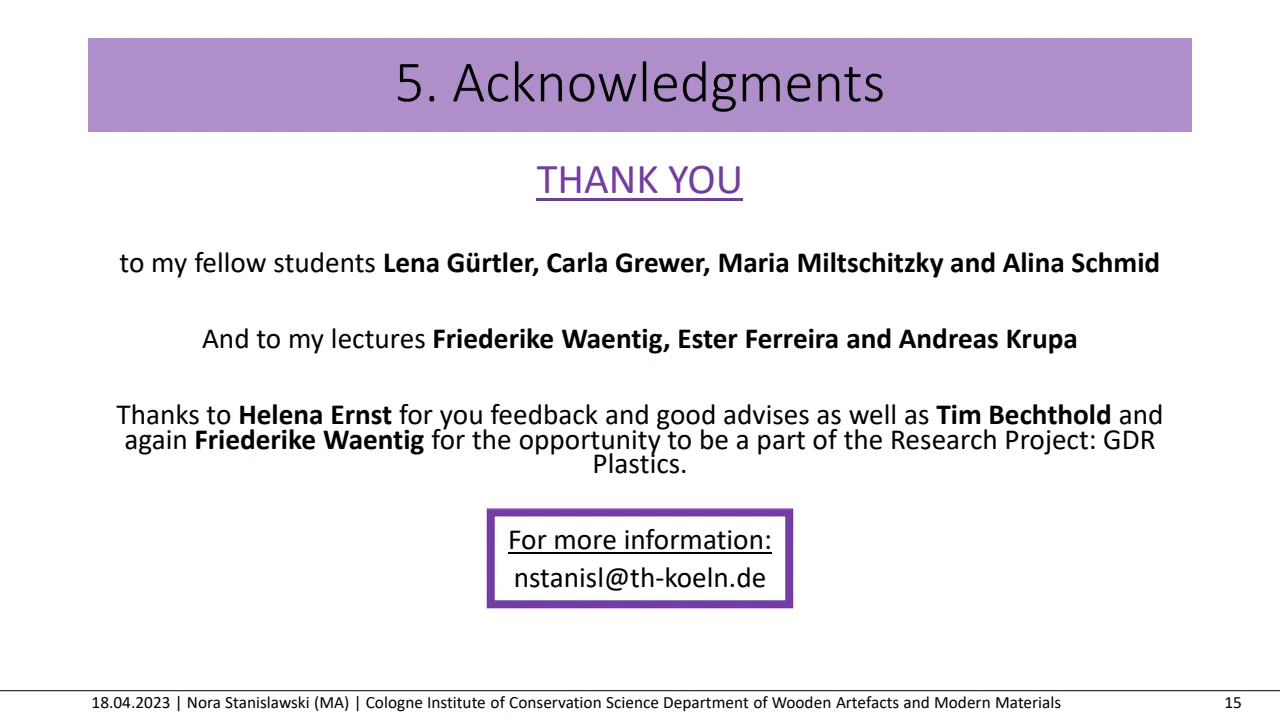 5. Acknowledgments
THANK YOU
to my fellow students Lena Gürtler, Carla Grewer, Maria Miltschitzky and Alina Schmid
And to my lectures Friederike Waentig, Ester Ferreira and Andreas Krupa
Thanks to Helena Ernst for you feedback and good advises as well as Tim Bechthold and
again Friederike Waentig for the opportunity to be a part of the Research Project: GDR
Plastics.
For more information:
nstanisl@th-koeln.de
18.04.2023 | Nora Stanislawski (MA) | Cologne Institute of Conservation Science Department of Wooden Artefacts and Modern Materials 15